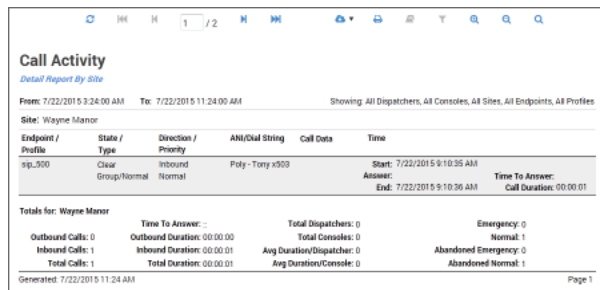 1 / 2
Call Activity
Detail Report By Site
From: 7/22/2015 3:24:00 AM To: 7/22/2015 11:24:00 AM Showing: All Dispatchers, All Consoles, All Sites, All Endpoints, All Profiles
Site: Wayne Manor
Endpoint / State / Direction / ANI/Dial String Call Data Time
Profile Type Priority
sip_500 Clear Inbound Poly - Tony x503 Start: 7/22/2015 9:10:35 AM
Group/Normal Normal Answer: Time To Answer:
End: 7/22/2015 9:10:36 AM Call Duration: 00:00:01
Totals for: Wayne Manor
Time To Answer: :: Total Dispatchers: 0 Emergency: 0
Outbound Calls: 0 Outbound Duration: 00:00:00 Total Consoles: 0 Normal: 1
Inbound Calls: 1 Inbound Duration: 00:00:01 Avg Duration/Dispatcher: 0 Abandoned Emergency: 0
Total Calls: 1 Total Duration: 00:00:01 Avg Duration/Console: 0 Abandoned Normal: 1
Generated: 7/22/2015 11:24 AM Page 1